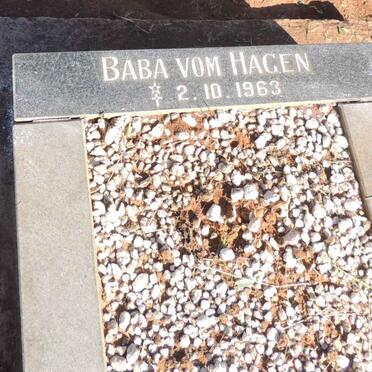 BABA VOM HAGEN
* † 2.10.1963